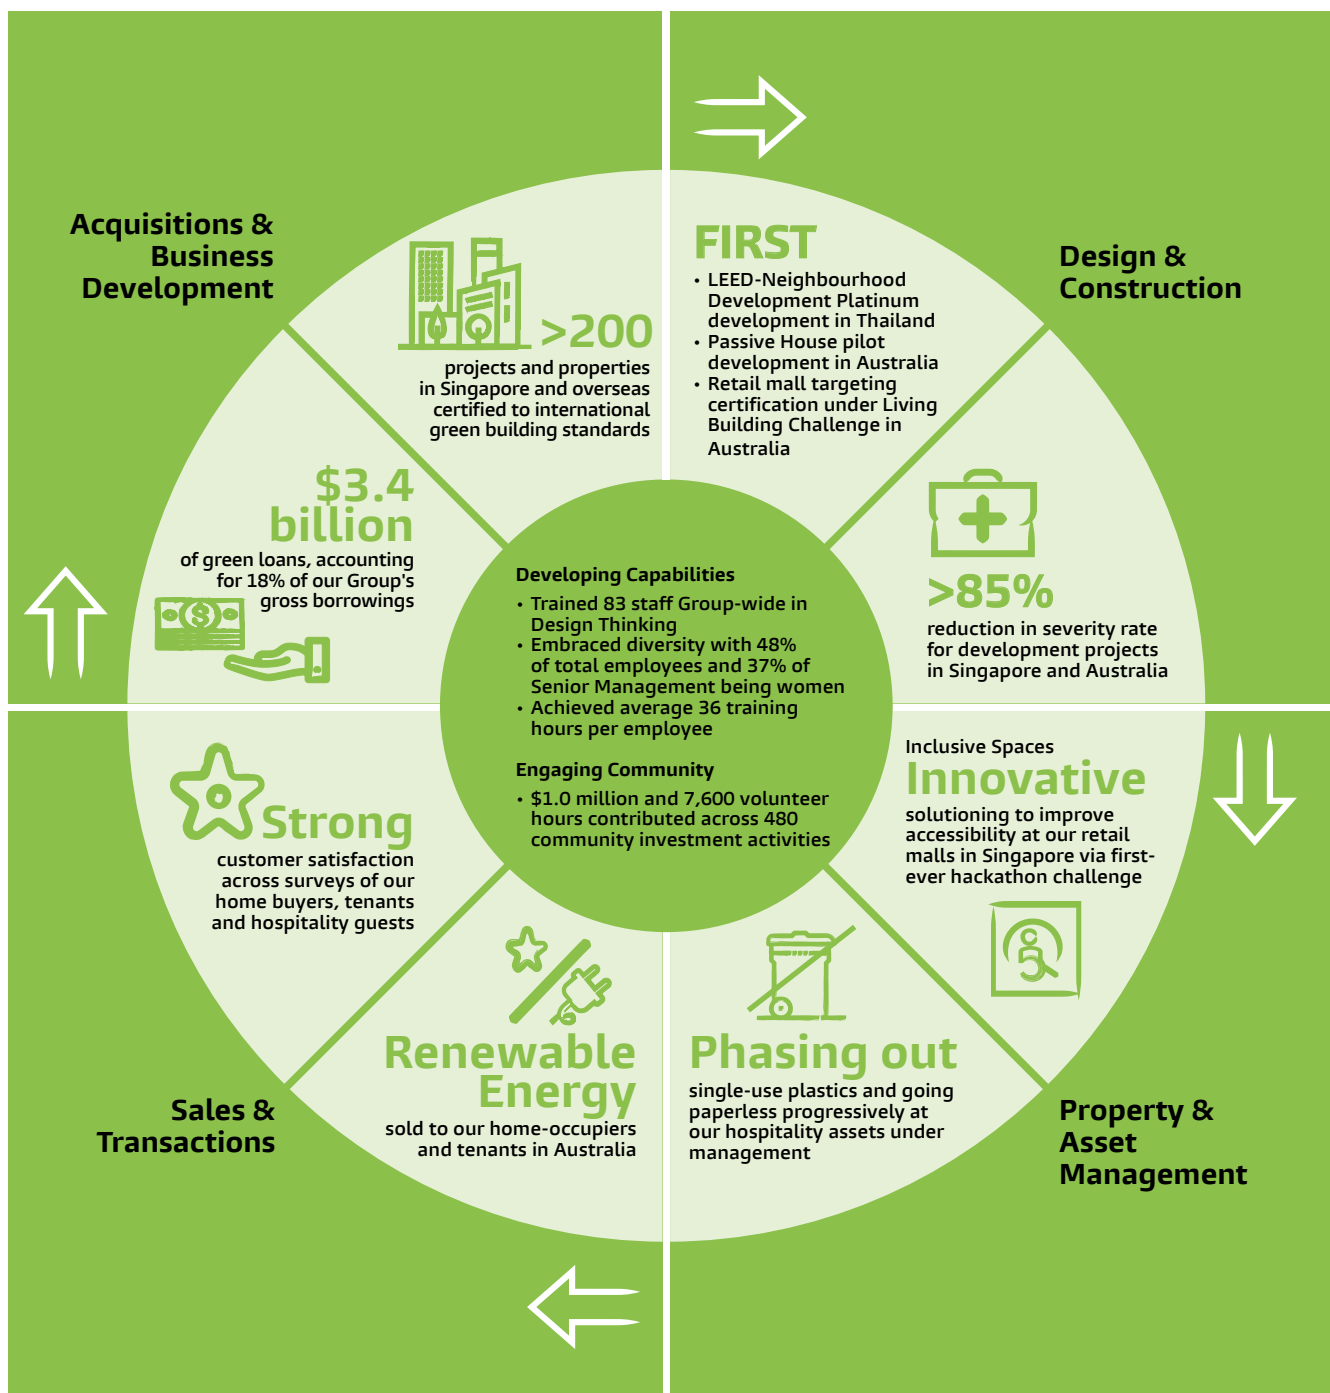 Acquisitions &
Business
Development
>200
projects and properties
in Singapore and overseas
certified to international
green building standards
$3.4
billion
of green loans, accounting
for 18% of our Group's
gross borrowings
FIRST
• LEED-Neighbourhood
Development Platinum
development in Thailand
• Passive House pilot
development in Australia
• Retail mall targeting
certification under Living
Building Challenge in
Australia
Design &
Construction
>85%
reduction in severity rate
for development projects
in Singapore and Australia
Developing Capabilities
• Trained 83 staff Group-wide in
Design Thinking
• Embraced diversity with 48%
of total employees and 37% of
Senior Management being women
• Achieved average 36 training
hours per employee
Engaging Community
• $1.0 million and 7,600 volunteer
hours contributed across 480
community investment activities
Inclusive Spaces
Innovative
solutioning to improve
accessibility at our retail
malls in Singapore via first-
ever hackathon challenge
Phasing out
single-use plastics and going
paperless progressively at
our hospitality assets under
management
Property &
Asset
Management
Strong
customer satisfaction
across surveys of our
home buyers, tenants
and hospitality guests
Renewable
Energy
sold to our home-occupiers
and tenants in Australia
Sales &
Transactions